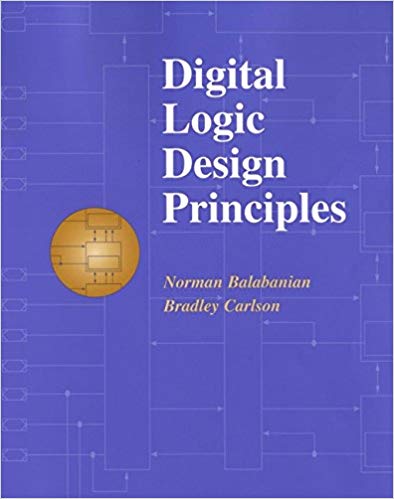 Digital
Logic
Design
Principles
Norman Balabanian
Bradley Carlson